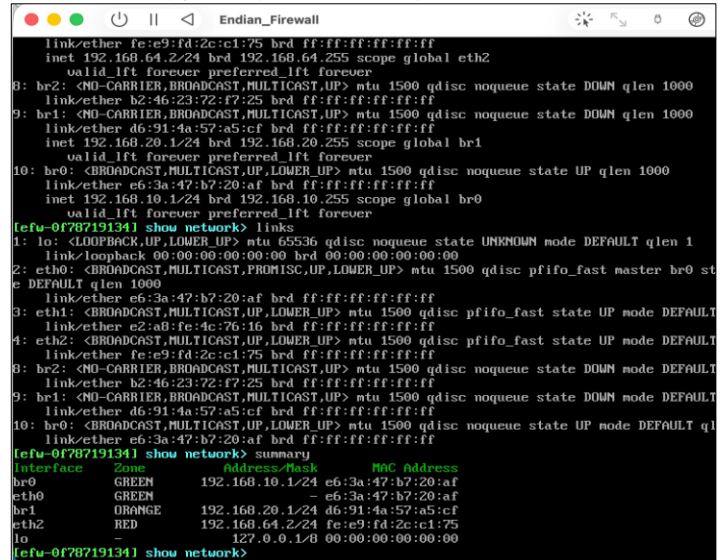 Endian_Firewall
link/ether fe:e9:fd:2c:c1:75 brd ff:ff:ff:ff:ff:ff
inet 192.168.64.2/24 brd 192.168.64.255 scope global eth2
valid_lft forever preferred_lft forever
8: br2: <NO-CARRIER,BROADCAST,MULTICAST,UP> mtu 1500 qdisc noqueue state DOWN qlen 1000
link/ether b2:46:23:72:f7:25 brd ff:ff:ff:ff:ff:ff
9: br1: <NO-CARRIER,BROADCAST,MULTICAST,UP> mtu 1500 qdisc noqueue state DOWN qlen 1000
link/ether d6:91:4a:57:a5:cf brd ff:ff:ff:ff:ff:ff
inet 192.168.20.1/24 brd 192.168.20.255 scope global br1
valid_lft forever preferred_lft forever
10: br0: <BROADCAST,MULTICAST,UP,LOWER_UP> mtu 1500 qdisc noqueue state UP qlen 1000
link/ether e6:3a:47:b7:20:af brd ff:ff:ff:ff:ff:ff
inet 192.168.10.1/24 brd 192.168.10.255 scope global br0
valid_lft forever preferred_lft forever
[efw-0f78719134] show network> links
1: lo: <LOOPBACK,UP,LOWER_UP> mtu 65536 qdisc noqueue state UNKNOWN mode DEFAULT qlen 1
link/loopback 00:00:00:00:00:00 brd 00:00:00:00:00:00
2: eth0: <BROADCAST,MULTICAST,PROMISC,UP,LOWER_UP> mtu 1500 qdisc pfifo_fast master br0 st
e DEFAULT qlen 1000
link/ether e6:3a:47:b7:20:af brd ff:ff:ff:ff:ff:ff
3: eth1: <BROADCAST,MULTICAST,UP,LOWER_UP> mtu 1500 qdisc pfifo_fast state UP mode DEFAULT
link/ether e2:a8:fe:4c:76:16 brd ff:ff:ff:ff:ff:ff
4: eth2: <BROADCAST,MULTICAST,UP,LOWER_UP> mtu 1500 qdisc pfifo_fast state UP mode DEFAULT
link/ether fe:e9:fd:2c:c1:75 brd ff:ff:ff:ff:ff:ff
8: br2: <NO-CARRIER,BROADCAST,MULTICAST,UP> mtu 1500 qdisc noqueue state DOWN mode DEFAULT
link/ether b2:46:23:72:f7:25 brd ff:ff:ff:ff:ff:ff
9: br1: <NO-CARRIER,BROADCAST,MULTICAST,UP> mtu 1500 qdisc noqueue state DOWN mode DEFAULT
link/ether d6:91:4a:57:a5:cf brd ff:ff:ff:ff:ff:ff
10: br0: <BROADCAST,MULTICAST,UP,LOWER_UP> mtu 1500 qdisc noqueue state UP mode DEFAULT ql
link/ether e6:3a:47:b7:20:af brd ff:ff:ff:ff:ff:ff
[efw-0f78719134] show network> summary
Interface Zone Address/Mask MAC Address
br0 GREEN 192.168.10.1/24 e6:3a:47:b7:20:af
eth0 GREEN - e6:3a:47:b7:20:af
br1 ORANGE 192.168.20.1/24 d6:91:4a:57:a5:cf
eth2 RED 192.168.64.2/24 fe:e9:fd:2c:c1:75
lo - 127.0.0.1/8 00:00:00:00:00:00
[efw-0f78719134] show network>